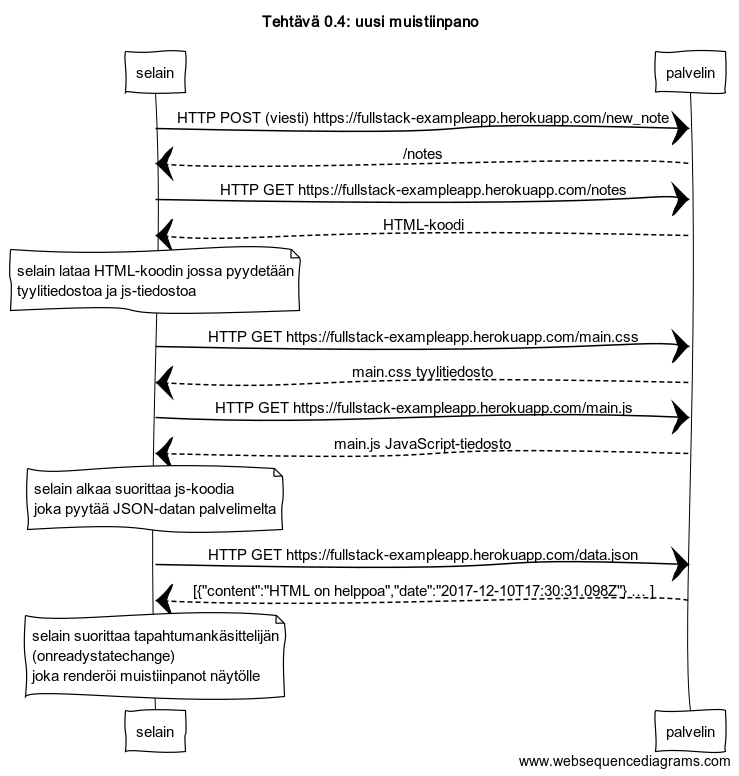 Tehtävä 0.4: uusi muistiinpano
selain
palvelin
HTTP POST (viesti) https://fullstack-exampleapp.herokuapp.com/new_note
/notes
HTTP GET https://fullstack-exampleapp.herokuapp.com/notes
HTML-koodi
selain lataa HTML-koodin jossa pyydetään
tyylitiedostoa ja js-tiedostoa
HTTP GET https://fullstack-exampleapp.herokuapp.com/main.css
main.css tyylitiedosto
HTTP GET https://fullstack-exampleapp.herokuapp.com/main.js
main.js JavaScript-tiedosto
selain alkaa suorittaa js-koodia
joka pyytää JSON-datan palvelimelta
HTTP GET https://fullstack-exampleapp.herokuapp.com/data.json
[{"content":"HTML on helppoa","date":"2017-12-10T17:30:31.098Z"} ... ]
selain suorittaa tapahtumankäsittelijän
(onreadystatechange)
joka renderöi muistiinpanot näytölle
selain
palvelin
www.websequencediagrams.com